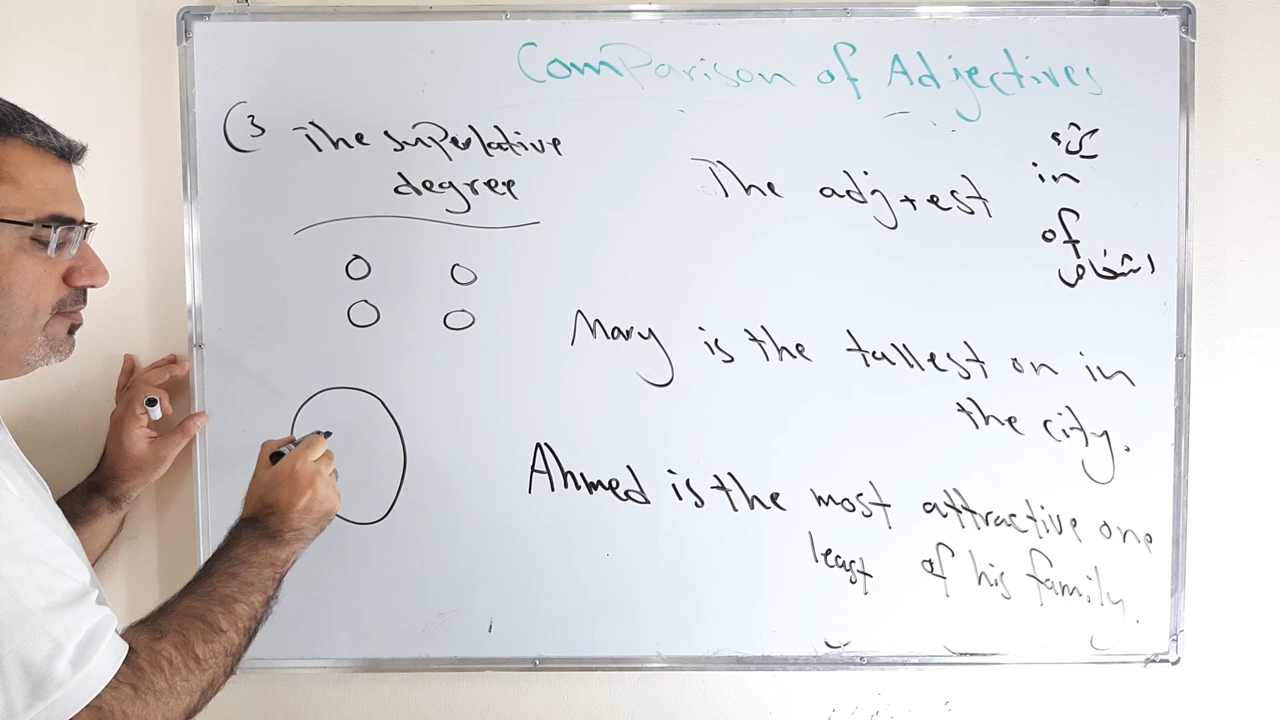 Comparison of Adjectives
(3 The superlative
degree
The adj+est
in
of
اشخاص
Mary is the tallest on in
the city.
Ahmed is the most attractive one
least of his family.